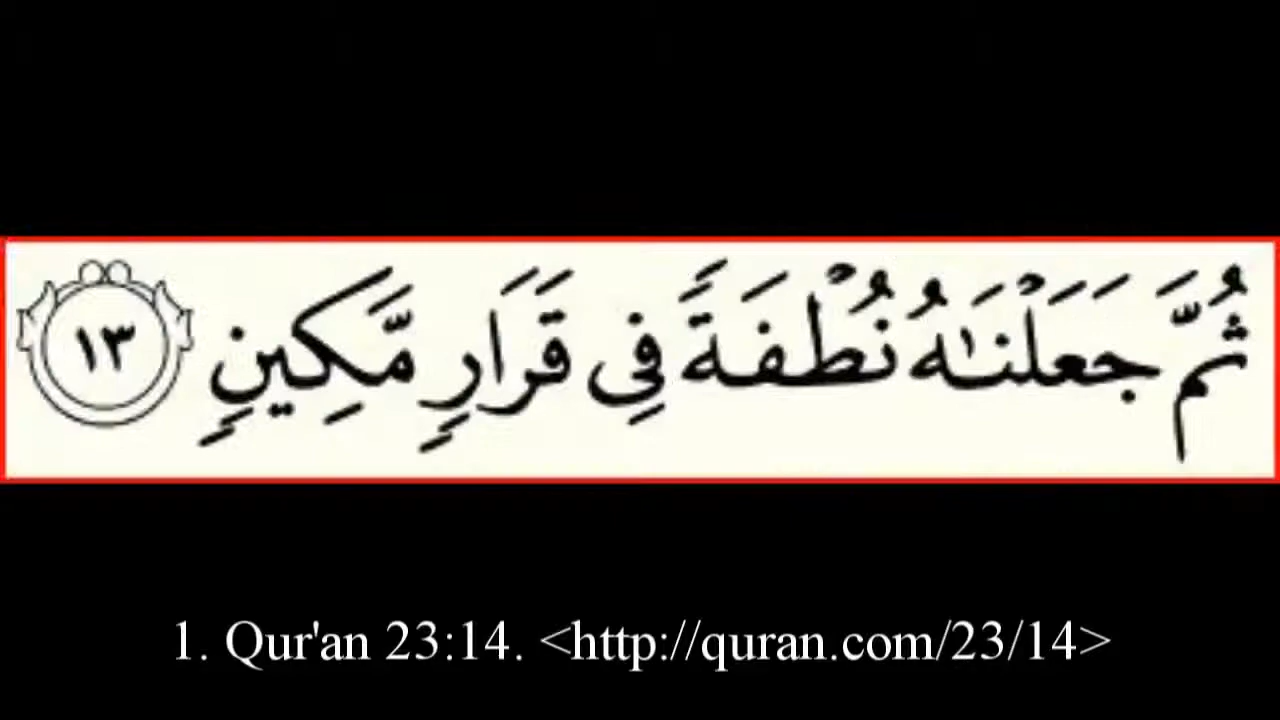 ثُمَّ جَعَلْنَٰهُ نُطْفَةً فِى قَرَارٍ مَّكِينٍ ١٣
1. Qur'an 23:14. <http://quran.com/23/14>